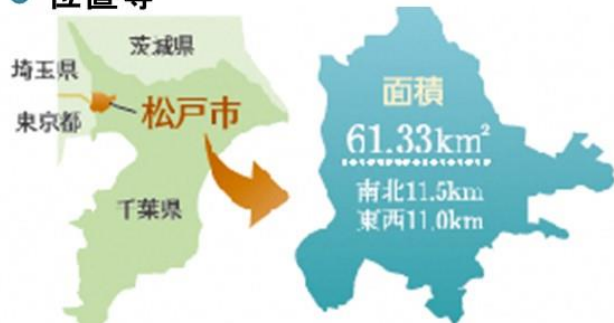 位置等
茨城県
埼玉県
東京都
松戸市
千葉県
面積
61.33km²
南北11.5km
東西11.0km